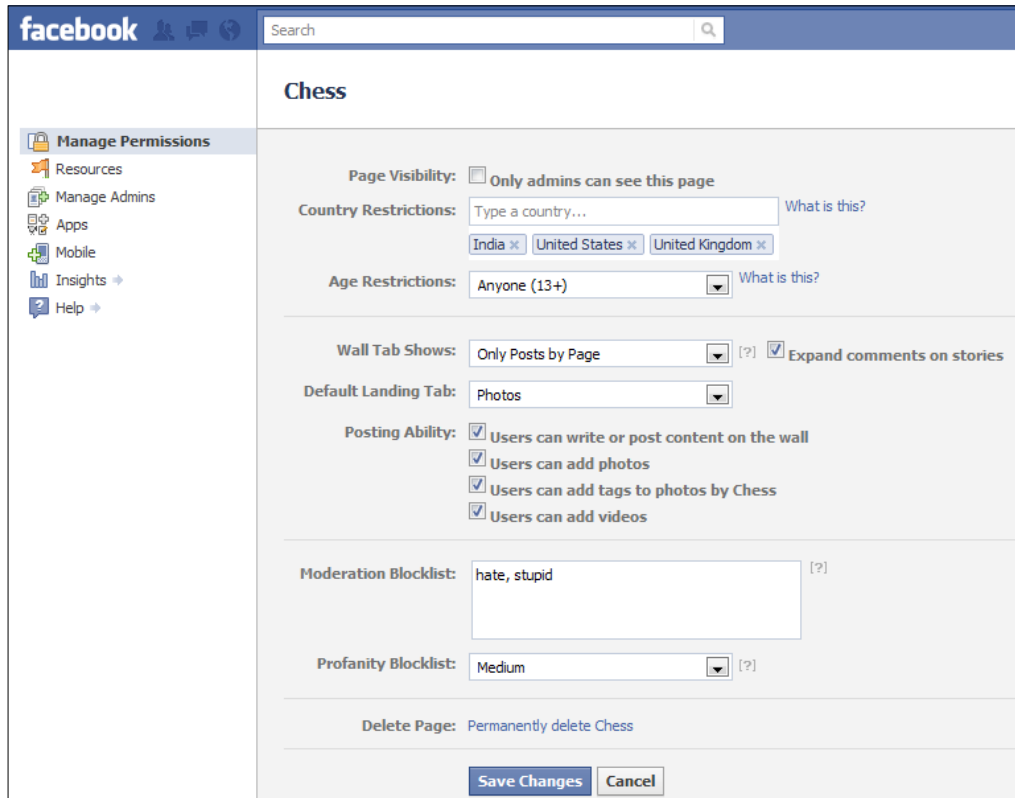 facebook
Search
Chess
Manage Permissions
Resources
Manage Admins
Apps
Mobile
Insights
Help
Page Visibility: Only admins can see this page
Country Restrictions: Type a country... What is this?
India × United States × United Kingdom ×
Age Restrictions: Anyone (13+) What is this?
Wall Tab Shows: Only Posts by Page [?] Expand comments on stories
Default Landing Tab: Photos
Posting Ability: Users can write or post content on the wall
Users can add photos
Users can add tags to photos by Chess
Users can add videos
Moderation Blocklist: hate, stupid [?]
Profanity Blocklist: Medium [?]
Delete Page: Permanently delete Chess
Save Changes Cancel